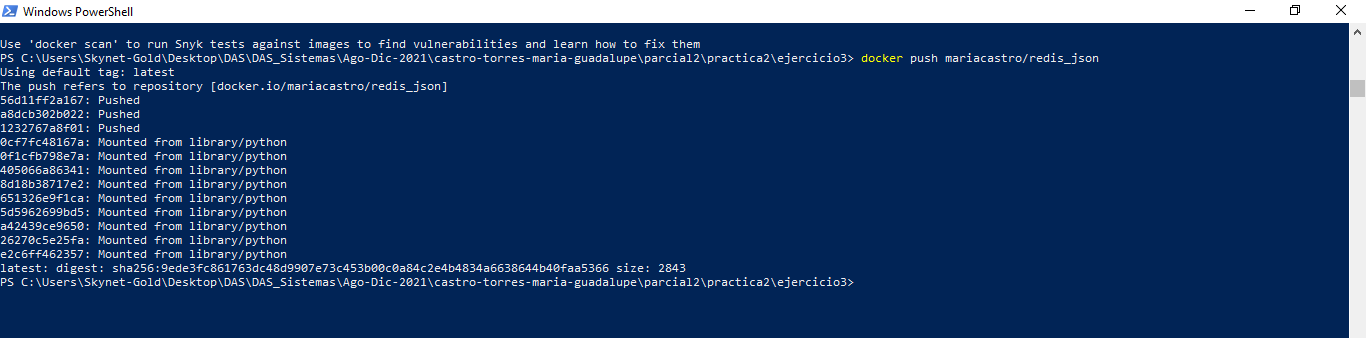 Windows PowerShell
Use 'docker scan' to run Snyk tests against images to find vulnerabilities and learn how to fix them
PS C:\Users\Skynet-Gold\Desktop\DAS\DAS_Sistemas\Ago-Dic-2021\castro-torres-maria-guadalupe\parcial2\practica2\ejercicio3> docker push mariacastro/redis_json
Using default tag: latest
The push refers to repository [docker.io/mariacastro/redis_json]
56d11ff2a167: Pushed
a8dcb302b022: Pushed
1232767a8f01: Pushed
0cf7fc48167a: Mounted from library/python
0f1cfb798e7a: Mounted from library/python
405066a86341: Mounted from library/python
8d18b38717e2: Mounted from library/python
651326e9f1ca: Mounted from library/python
5d5962699bd5: Mounted from library/python
a42439ce9650: Mounted from library/python
26270c5e25fa: Mounted from library/python
e2c6ff462357: Mounted from library/python
latest: digest: sha256:9ede3fc861763dc48d9907e73c453b00c0a84c2e4b4834a6638644b40faa5366 size: 2843
PS C:\Users\Skynet-Gold\Desktop\DAS\DAS_Sistemas\Ago-Dic-2021\castro-torres-maria-guadalupe\parcial2\practica2\ejercicio3>